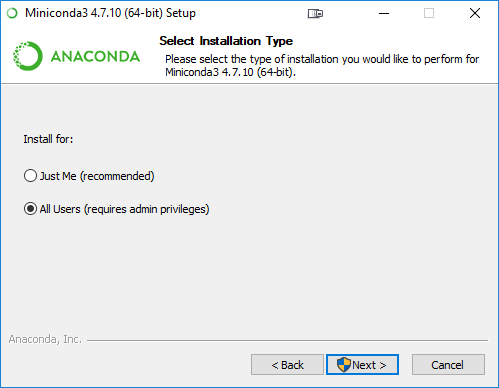 Miniconda3 4.7.10 (64-bit) Setup
ANACONDA
Select Installation Type
Please select the type of installation you would like to perform for
Miniconda3 4.7.10 (64-bit).
Install for:
Just Me (recommended)
All Users (requires admin privileges)
Anaconda, Inc.
< Back
Next >
Cancel